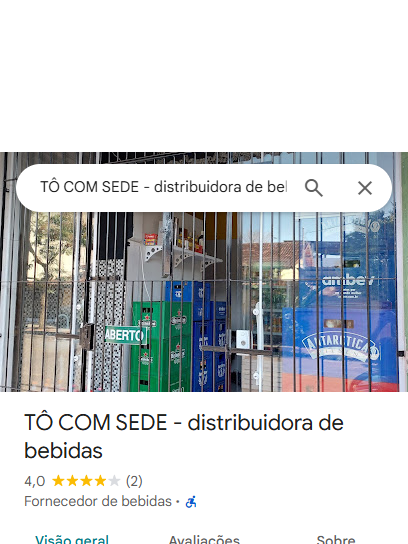 TÔ COM SEDE - distribuidora de bel
ambev
ABERTO
ANTARCTICA
TÔ COM SEDE - distribuidora de
bebidas
4,0 (2)
Fornecedor de bebidas ·
Visão geral Avaliações Sobre